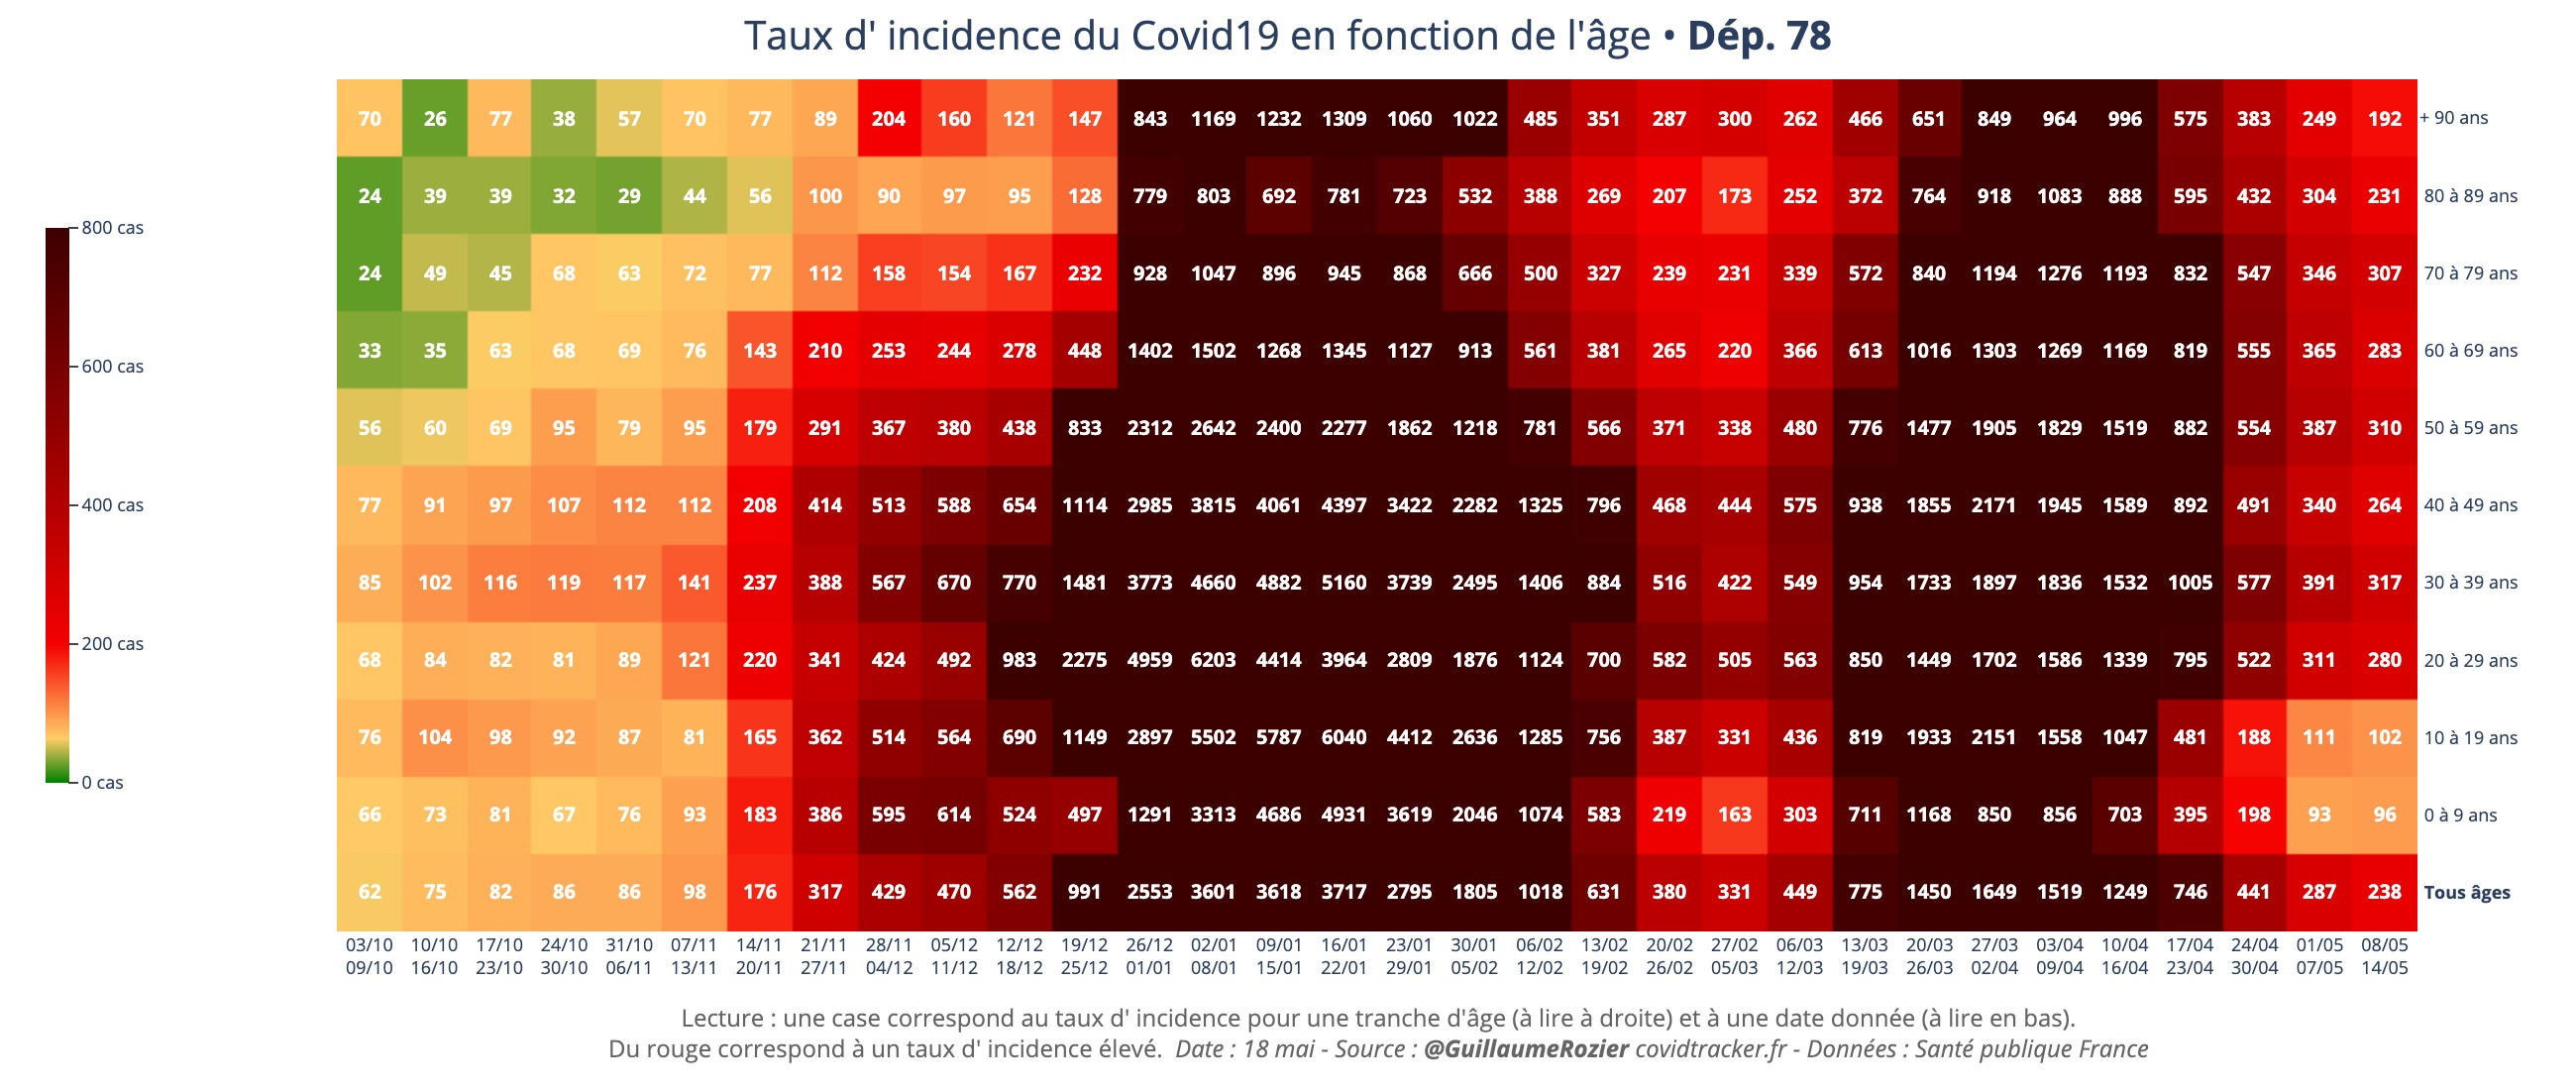 Taux d' incidence du Covid19 en fonction de l'âge • Dép. 78
800 cas
600 cas
400 cas
200 cas
0 cas
70 26 77 38 57 70 77 89 204 160 121 147 843 1169 1232 1309 1060 1022 485 351 287 300 262 466 651 849 964 996 575 383 249 192 + 90 ans
24 39 39 32 29 44 56 100 90 97 95 128 779 803 692 781 723 532 388 269 207 173 252 372 764 918 1083 888 595 432 304 231 80 à 89 ans
24 49 45 68 63 72 77 112 158 154 167 232 928 1047 896 945 868 666 500 327 239 231 339 572 840 1194 1276 1193 832 547 346 307 70 à 79 ans
33 35 63 68 69 76 143 210 253 244 278 448 1402 1502 1268 1345 1127 913 561 381 265 220 366 613 1016 1303 1269 1169 819 555 365 283 60 à 69 ans
56 60 69 95 79 95 179 291 367 380 438 833 2312 2642 2400 2277 1862 1218 781 566 371 338 480 776 1477 1905 1829 1519 882 554 387 310 50 à 59 ans
77 91 97 107 112 112 208 414 513 588 654 1114 2985 3815 4061 4397 3422 2282 1325 796 468 444 575 938 1855 2171 1945 1589 892 491 340 264 40 à 49 ans
85 102 116 119 117 141 237 388 567 670 770 1481 3773 4660 4882 5160 3739 2495 1406 884 516 422 549 954 1733 1897 1836 1532 1005 577 391 317 30 à 39 ans
68 84 82 81 89 121 220 341 424 492 983 2275 4959 6203 4414 3964 2809 1876 1124 700 582 505 563 850 1449 1702 1586 1339 795 522 311 280 20 à 29 ans
76 104 98 92 87 81 165 362 514 564 690 1149 2897 5502 5787 6040 4412 2636 1285 756 387 331 436 819 1933 2151 1558 1047 481 188 111 102 10 à 19 ans
66 73 81 67 76 93 183 386 595 614 524 497 1291 3313 4686 4931 3619 2046 1074 583 219 163 303 711 1168 850 856 703 395 198 93 96 0 à 9 ans
62 75 82 86 86 98 176 317 429 470 562 991 2553 3601 3618 3717 2795 1805 1018 631 380 331 449 775 1450 1649 1519 1249 746 441 287 238 Tous âges
03/10 10/10 17/10 24/10 31/10 07/11 14/11 21/11 28/11 05/12 12/12 19/12 26/12 02/01 09/01 16/01 23/01 30/01 06/02 13/02 20/02 27/02 06/03 13/03 20/03 27/03 03/04 10/04 17/04 24/04 01/05 08/05
09/10 16/10 23/10 30/10 06/11 13/11 20/11 27/11 04/12 11/12 18/12 25/12 01/01 08/01 15/01 22/01 29/01 05/02 12/02 19/02 26/02 05/03 12/03 19/03 26/03 02/04 09/04 16/04 23/04 30/04 07/05 14/05
Lecture : une case correspond au taux d' incidence pour une tranche d'âge (à lire à droite) et à une date donnée (à lire en bas).
Du rouge correspond à un taux d' incidence élevé. Date : 18 mai - Source : @GuillaumeRozier covidtracker.fr - Données : Santé publique France